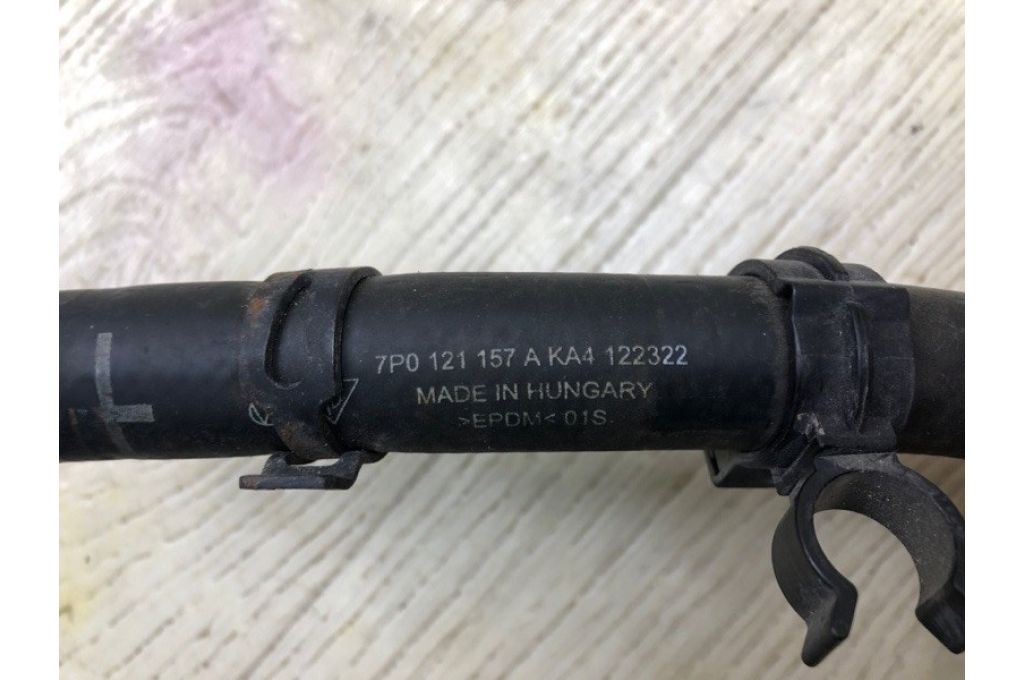 7P0 121 157 A KA4 122322
MADE IN HUNGARY
>EPDM< 01S